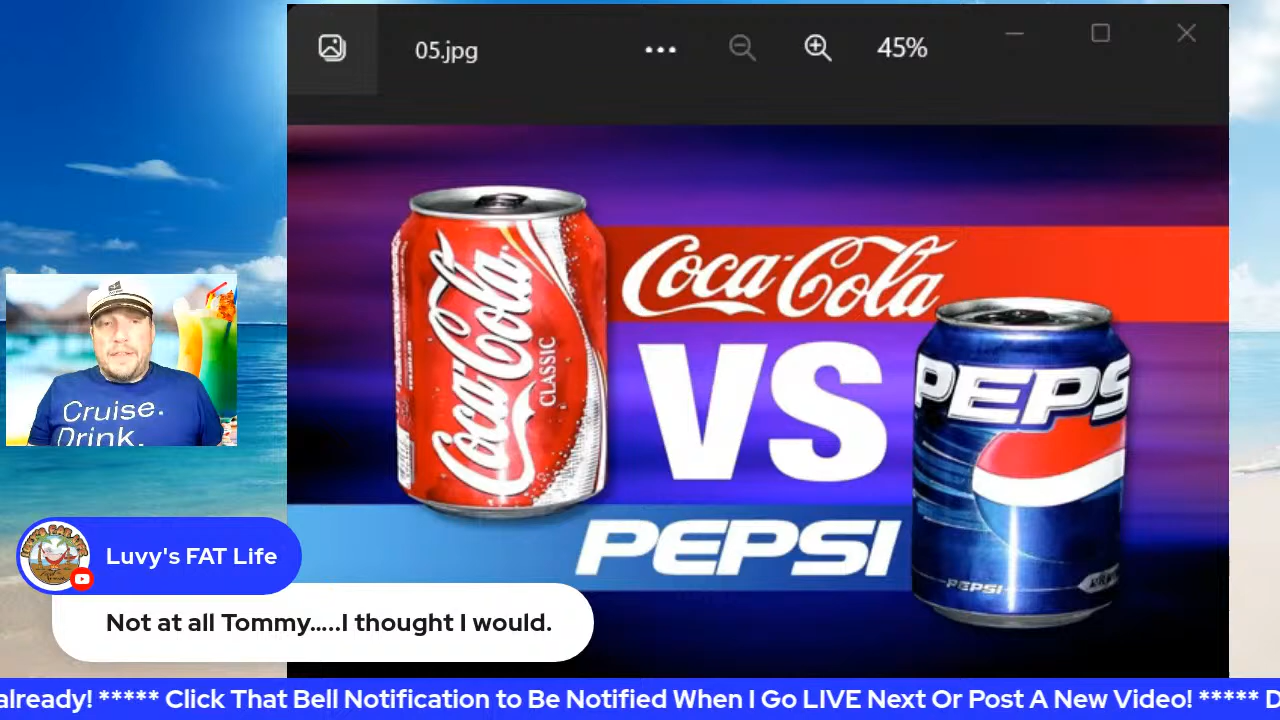 05.jpg
45%
Coca-Cola
Coca-Cola
CLASSIC
VS
PEPS
PEPSI
PEPSI
Cruise.
Drink.
Luvy's FAT Life
Not at all Tommy.....I thought I would.
already! ***** Click That Bell Notification to Be Notified When I Go LIVE Next Or Post A New Video! ***** D